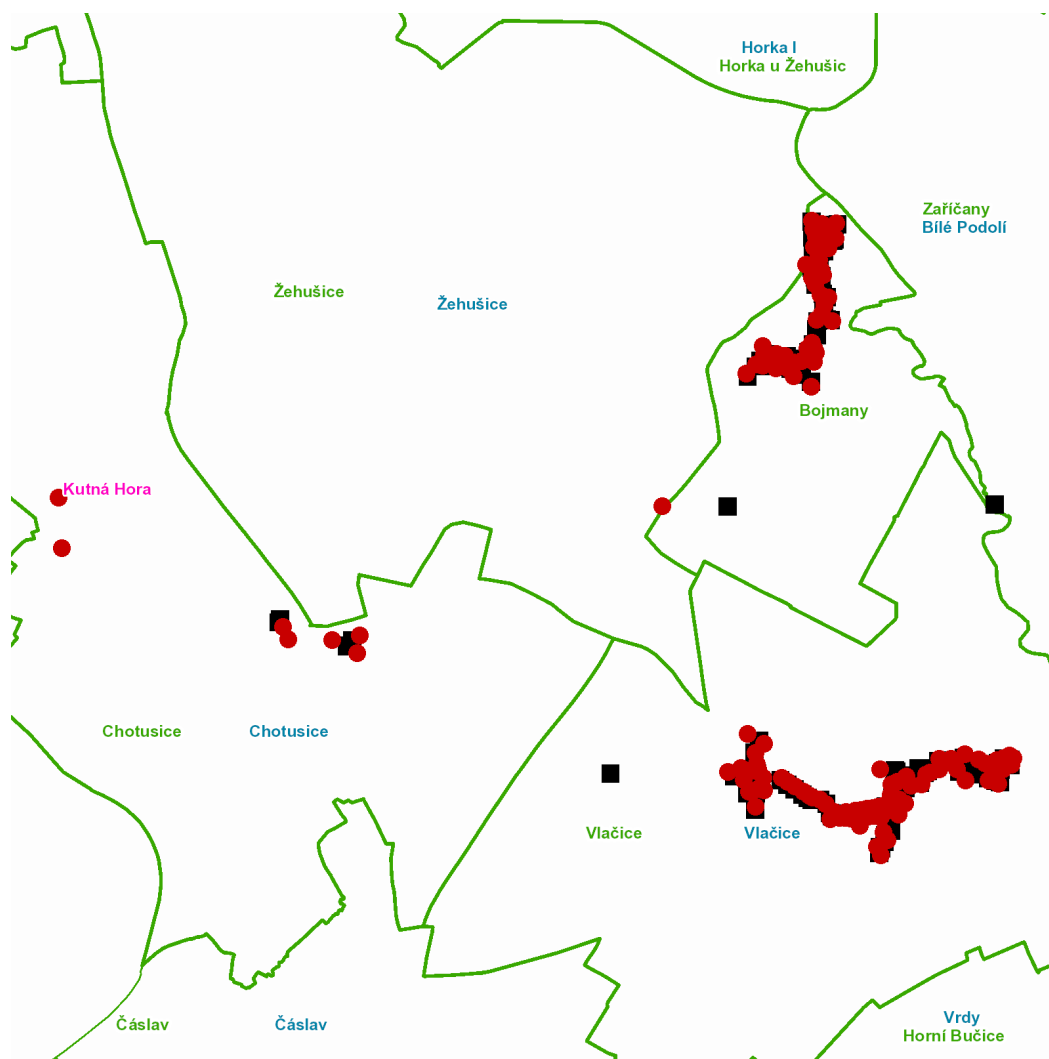 Horka I
Horka u Žehušic
Zaříčany
Bílé Podolí
Žehušice
Žehušice
Bojmany
Kutná Hora
Chotusice
Chotusice
Vlačice
Vlačice
Čáslav
Čáslav
Vrdy
Horní Bučice